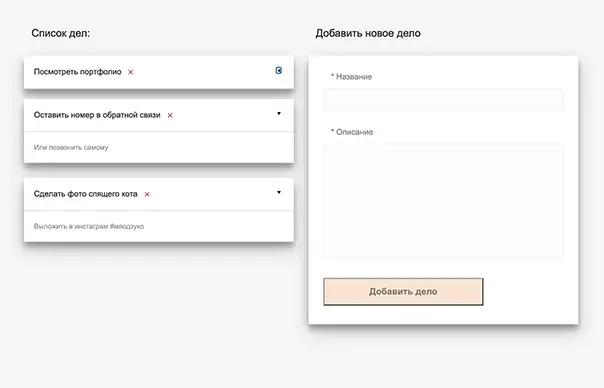 Список дел:
Посмотреть портфолио
Оставить номер в обратной связи
Или позвонить самому
Сделать фото спящего кота
Выложить в инстаграм #мяодзуко
Добавить новое дело
* Название
* Описание
Добавить дело